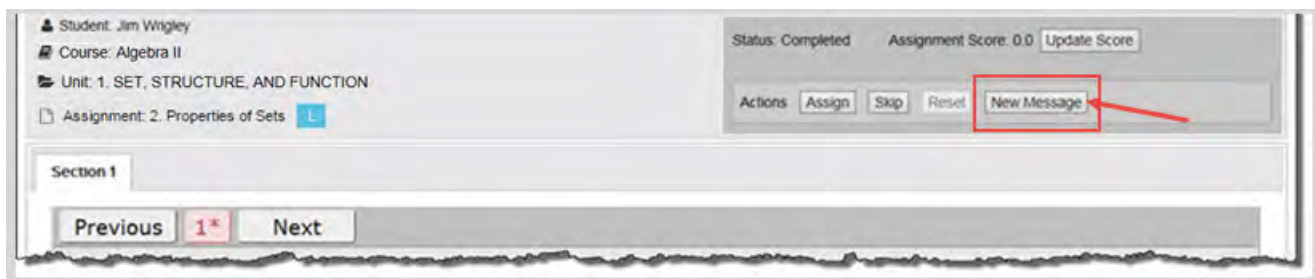 Student: Jim Wrigley
Course: Algebra II
Unit: 1. SET, STRUCTURE, AND FUNCTION
Assignment: 2. Properties of Sets L
Status: Completed Assignment Score: 0.0 Update Score
Actions Assign Skip Reset New Message
Section 1
Previous 1* Next